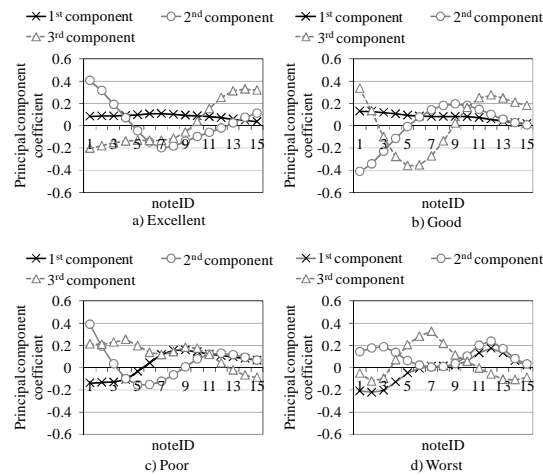 1st component 2nd component
3rd component
Principal component
coefficient
0.6
0.4
0.2
0
-0.2
-0.4
-0.6
1 3 5 7 9 11 13 15
noteID
a) Excellent
1st component 2nd component
3rd component
Principal component
coefficient
0.6
0.4
0.2
0
-0.2
-0.4
-0.6
1 3 5 7 9 11 13 15
noteID
b) Good
1st component 2nd component
3rd component
Principal component
coefficient
0.6
0.4
0.2
0
-0.2
-0.4
-0.6
1 3 5 7 9 11 13 15
noteID
c) Poor
1st component 2nd component
3rd component
Principal component
coefficient
0.6
0.4
0.2
0
-0.2
-0.4
-0.6
1 3 5 7 9 11 13 15
noteID
d) Worst